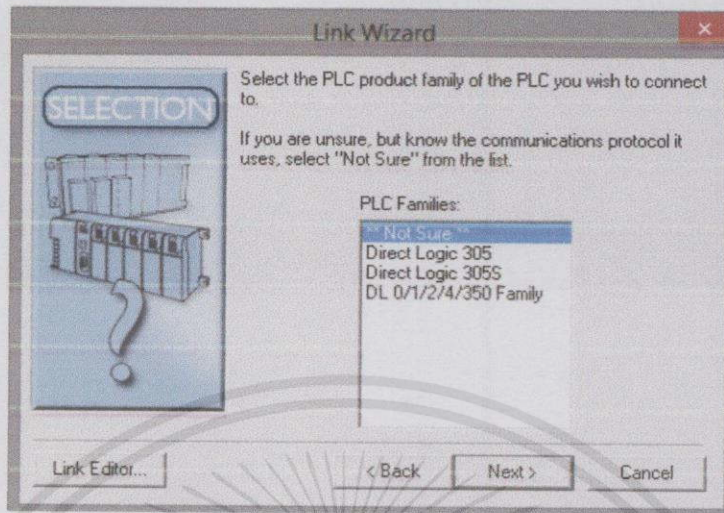 Link Wizard
SELECTION
Select the PLC product family of the PLC you wish to connect
to.
If you are unsure, but know the communications protocol it
uses, select "Not Sure" from the list.
PLC Families:
** Not Sure **
Direct Logic 305
Direct Logic 305S
DL 0/1/2/4/350 Family
Link Editor...
< Back
Next >
Cancel